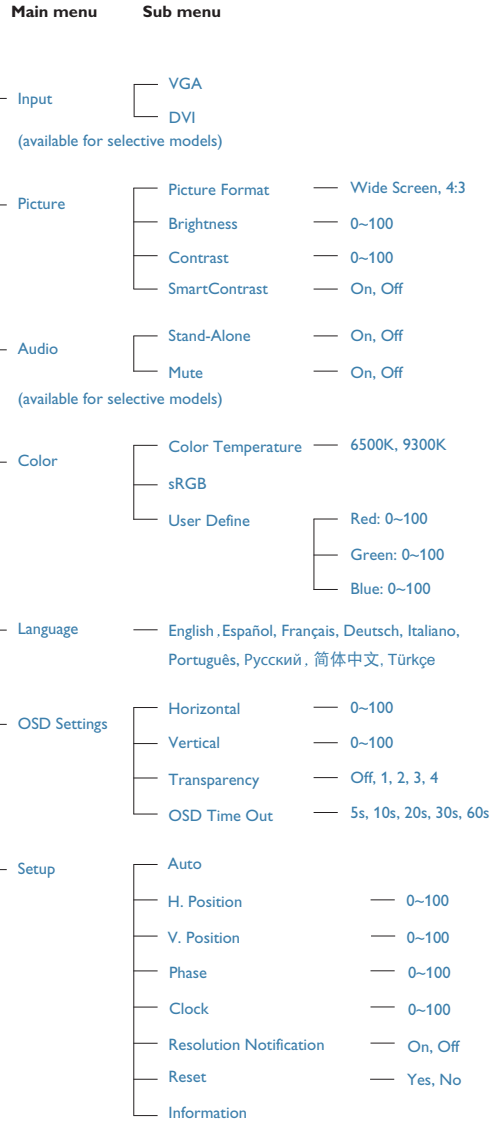 Main menu Sub menu
Input VGA
DVI
(available for selective models)
Picture Picture Format Wide Screen, 4:3
Brightness 0~100
Contrast 0~100
SmartContrast On, Off
Audio Stand-Alone On, Off
Mute On, Off
(available for selective models)
Color Color Temperature 6500K, 9300K
sRGB
User Define Red: 0~100
Green: 0~100
Blue: 0~100
Language English ,Español, Français, Deutsch, Italiano,
Português, Русский , 简体中文, Türkçe
OSD Settings Horizontal 0~100
Vertical 0~100
Transparency Off, 1, 2, 3, 4
OSD Time Out 5s, 10s, 20s, 30s, 60s
Setup Auto
H. Position 0~100
V. Position 0~100
Phase 0~100
Clock 0~100
Resolution Notification On, Off
Reset Yes, No
Information